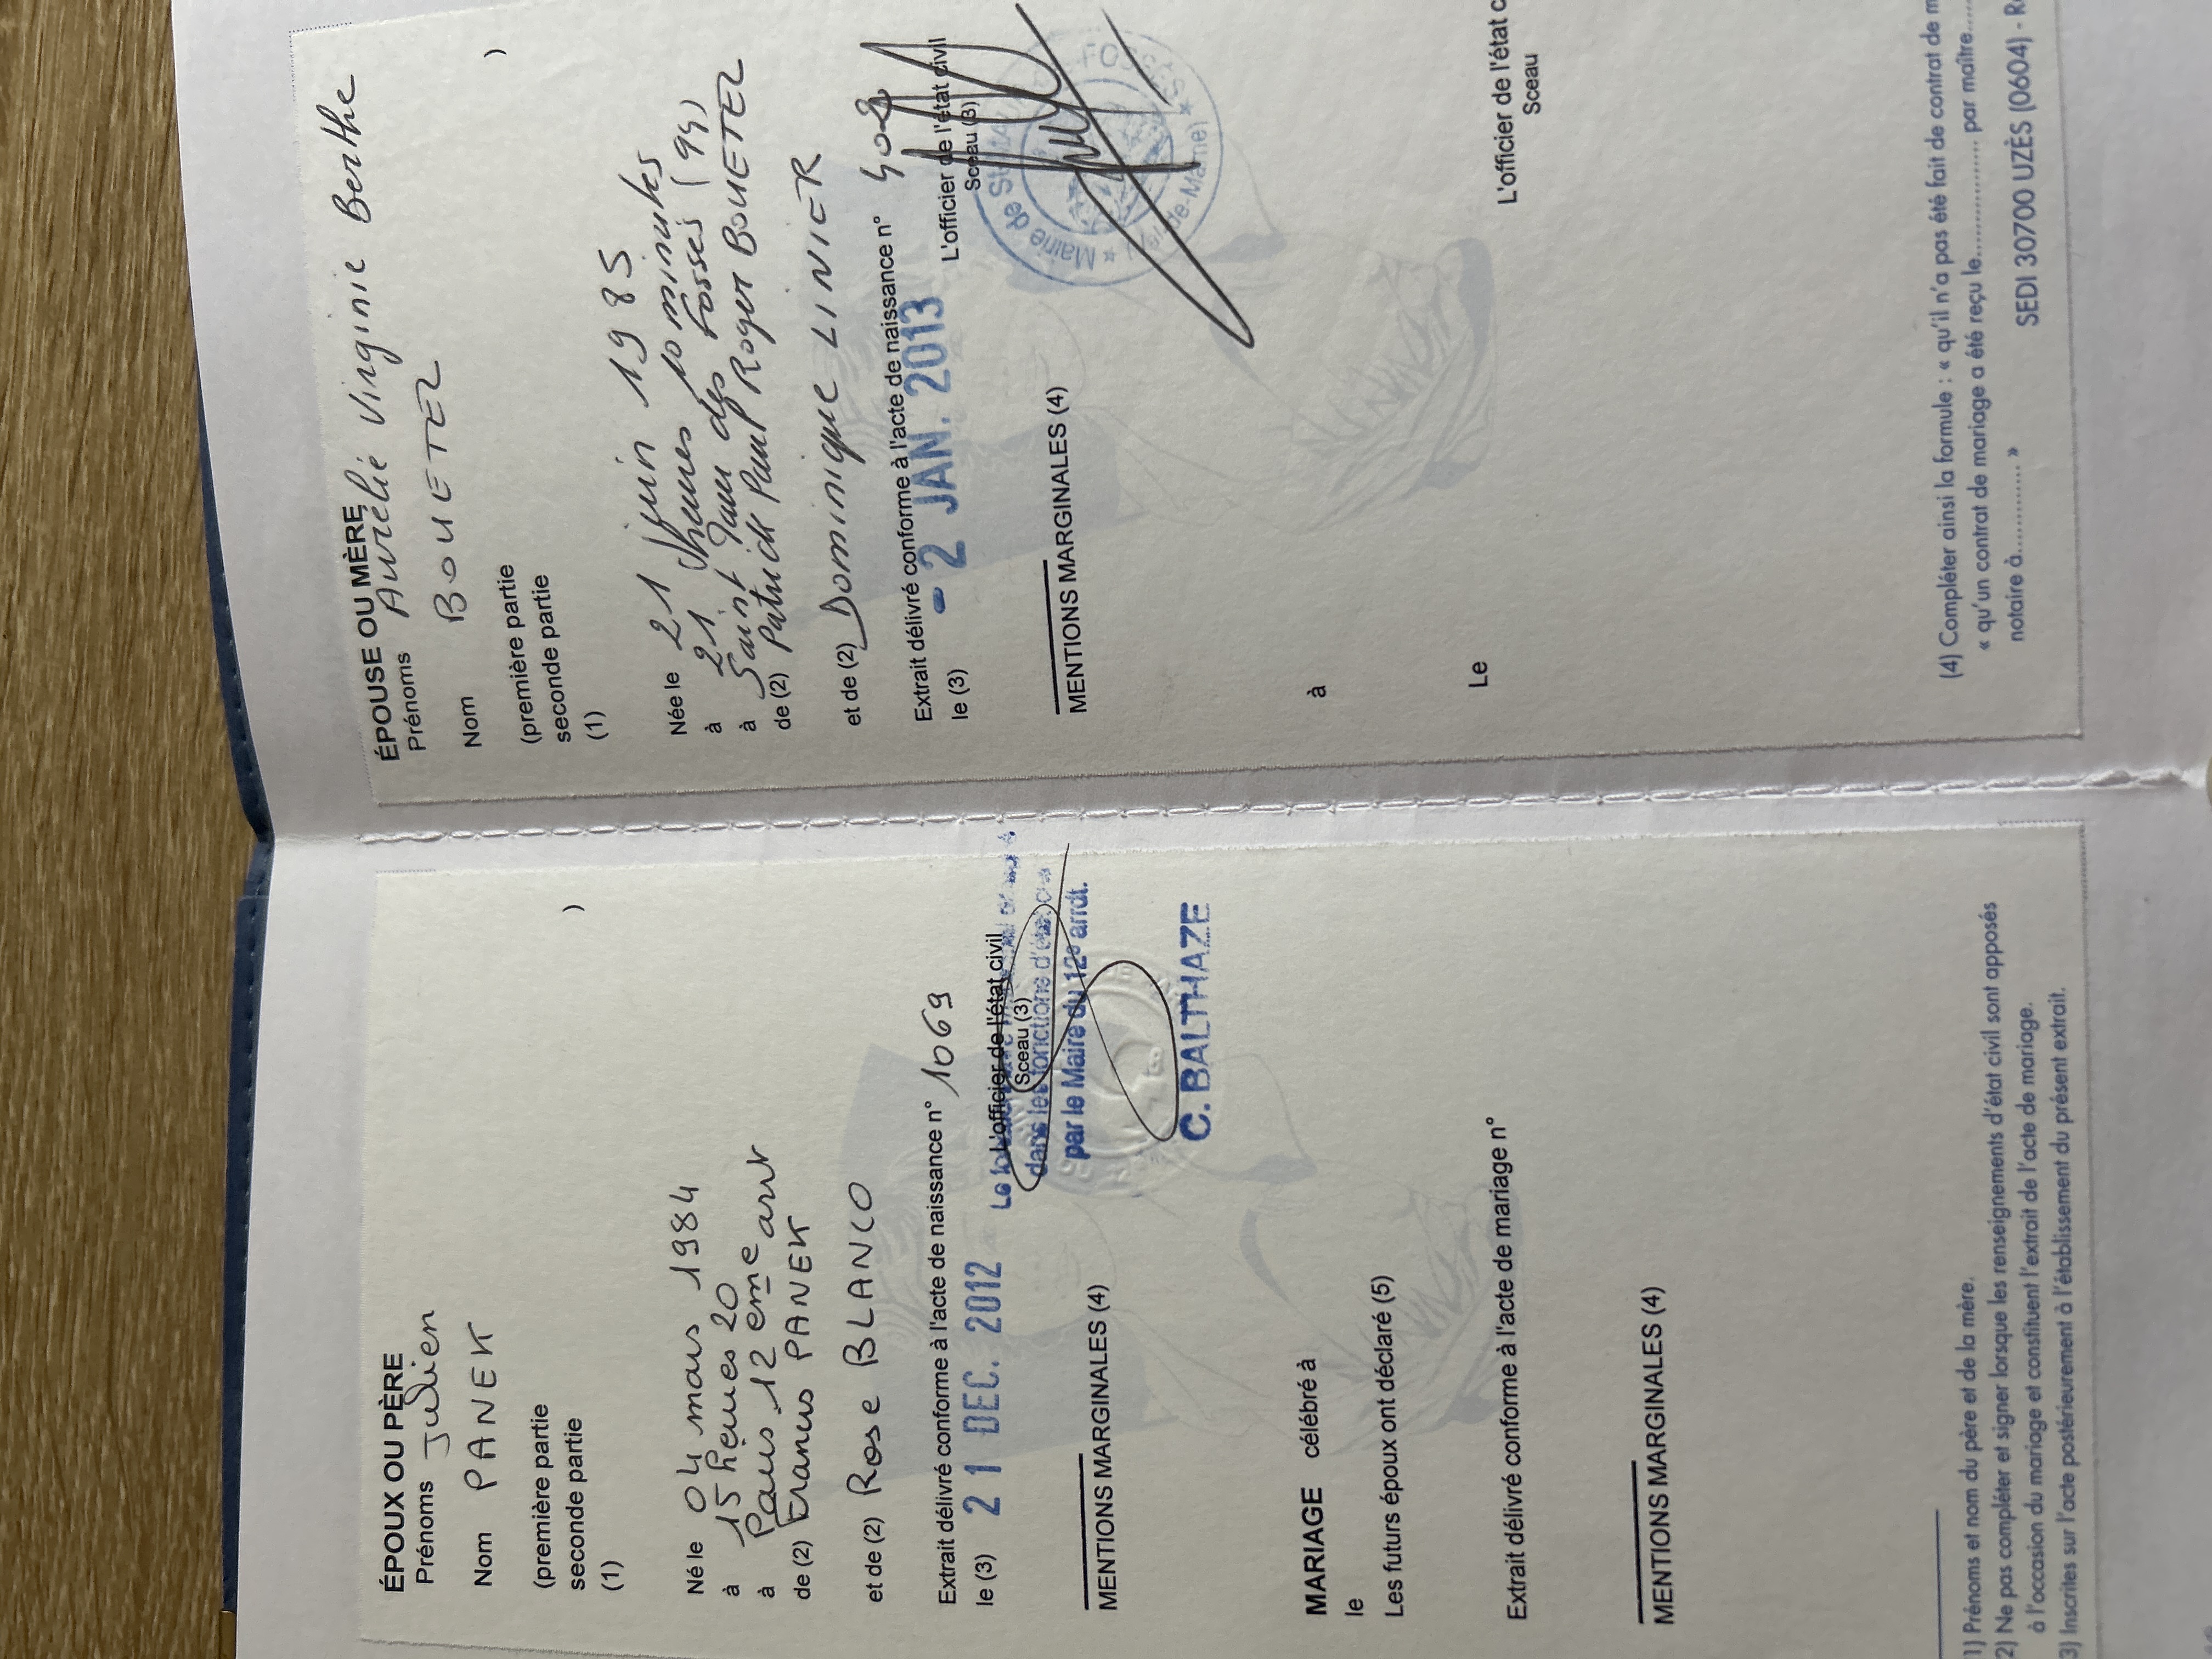 ÉPOUX OU PÈRE
Prénoms Julien
Nom PANEK
(première partie
seconde partie )
(1)
Né le 04 mars 1984
à 15 heures 20
à Paris 12 eme arrt
de (2) PANEK
et de (2) Rose BLANCO
Extrait délivré conforme à l'acte de naissance n° 1069
le (3) 21 DEC. 2012
L'officier de l'état civil
Sceau (3)
dans les fonctions d'
par le Maire du 12e arrdt.
C. BALTHAZE
MENTIONS MARGINALES (4)
MARIAGE célébré à
le
Les futurs époux ont déclaré (5)
Extrait délivré conforme à l'acte de mariage n°
MENTIONS MARGINALES (4)
1) Prénoms et nom du père et de la mère.
2) Ne pas compléter et signer lorsque les renseignements d'état civil sont apposés
à l'occasion du mariage et constituent l'extrait de l'acte de mariage.
3) Inscrites sur l'acte postérieurement à l'établissement du présent extrait.
ÉPOUSE OU MÈRE
Prénoms Aurélie Virginie Berthe
Nom BOUETEZ
(première partie
seconde partie )
(1)
Née le 21 juin 1985
à 21 heures 10 minutes
à Saint Maur des Fossés (94)
de (2) Patrick Paul Roger BOUETEZ
et de (2) Dominique LINIER
Extrait délivré conforme à l'acte de naissance n° 402
le (3) - 2 JAN. 2013
L'officier de l'état civil
Sceau (3)
MENTIONS MARGINALES (4)
à
Le
L'officier de l'état c
Sceau
(4) Compléter ainsi la formule : « qu'il n'a pas été fait de contrat de m
« qu'un contrat de mariage a été reçu le............... par maître.....
notaire à............ »
SEDI 30700 UZÈS (0604) - R